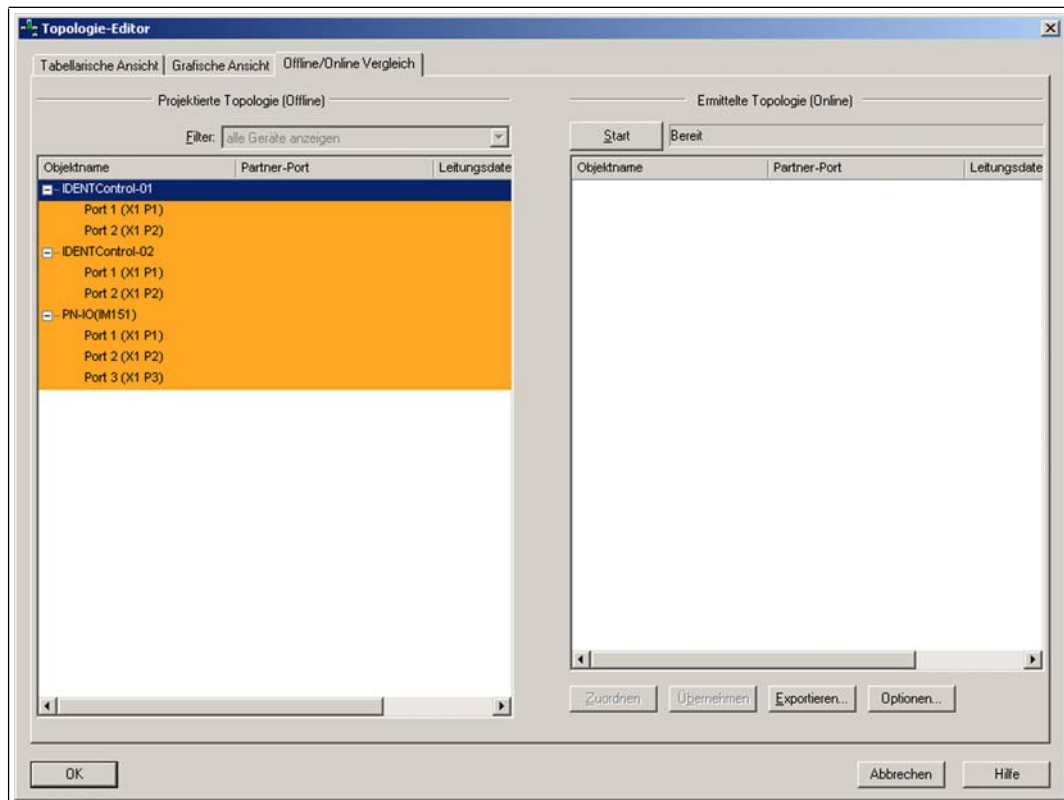 Topologie-Editor
Tabellarische Ansicht Grafische Ansicht Offline/Online Vergleich
Projektierte Topologie (Offline)
Filter: alle Geräte anzeigen
Objektname Partner-Port Leitungsdate
IDENTControl-01
Port 1 (X1 P1)
Port 2 (X1 P2)
IDENTControl-02
Port 1 (X1 P1)
Port 2 (X1 P2)
PN-IO(IM151)
Port 1 (X1 P1)
Port 2 (X1 P2)
Port 3 (X1 P3)
Ermittelte Topologie (Online)
Start Bereit
Objektname Partner-Port Leitungsdate
Zuordnen Übernehmen Exportieren... Optionen...
OK Abbrechen Hilfe